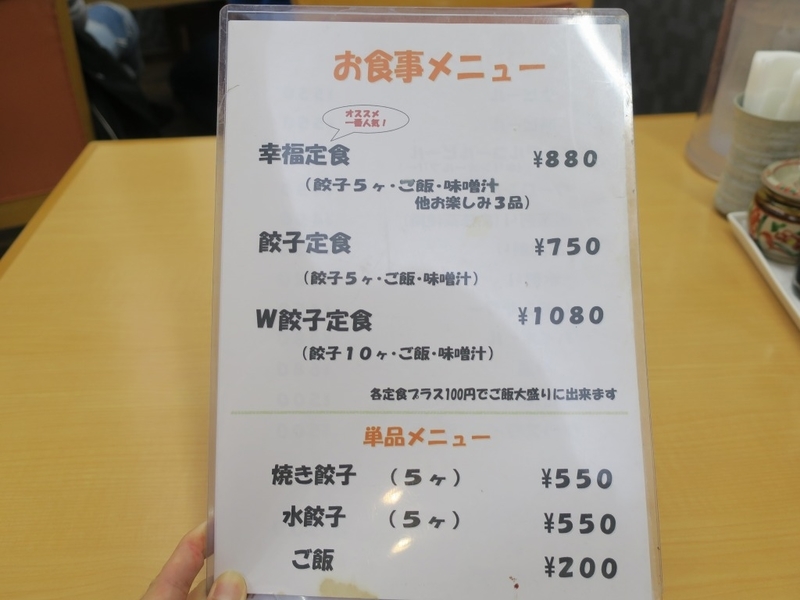 お食事メニュー
オススメ
一番人気！
幸福定食 ¥880
（餃子５ヶ・ご飯・味噌汁
他お楽しみ３品）
餃子定食 ¥750
（餃子５ヶ・ご飯・味噌汁）
W餃子定食 ¥1080
（餃子１０ヶ・ご飯・味噌汁）
各定食プラス100円でご飯大盛りに出来ます
単品メニュー
焼き餃子 （５ヶ） ¥550
水餃子 （５ヶ） ¥550
ご飯 ¥200